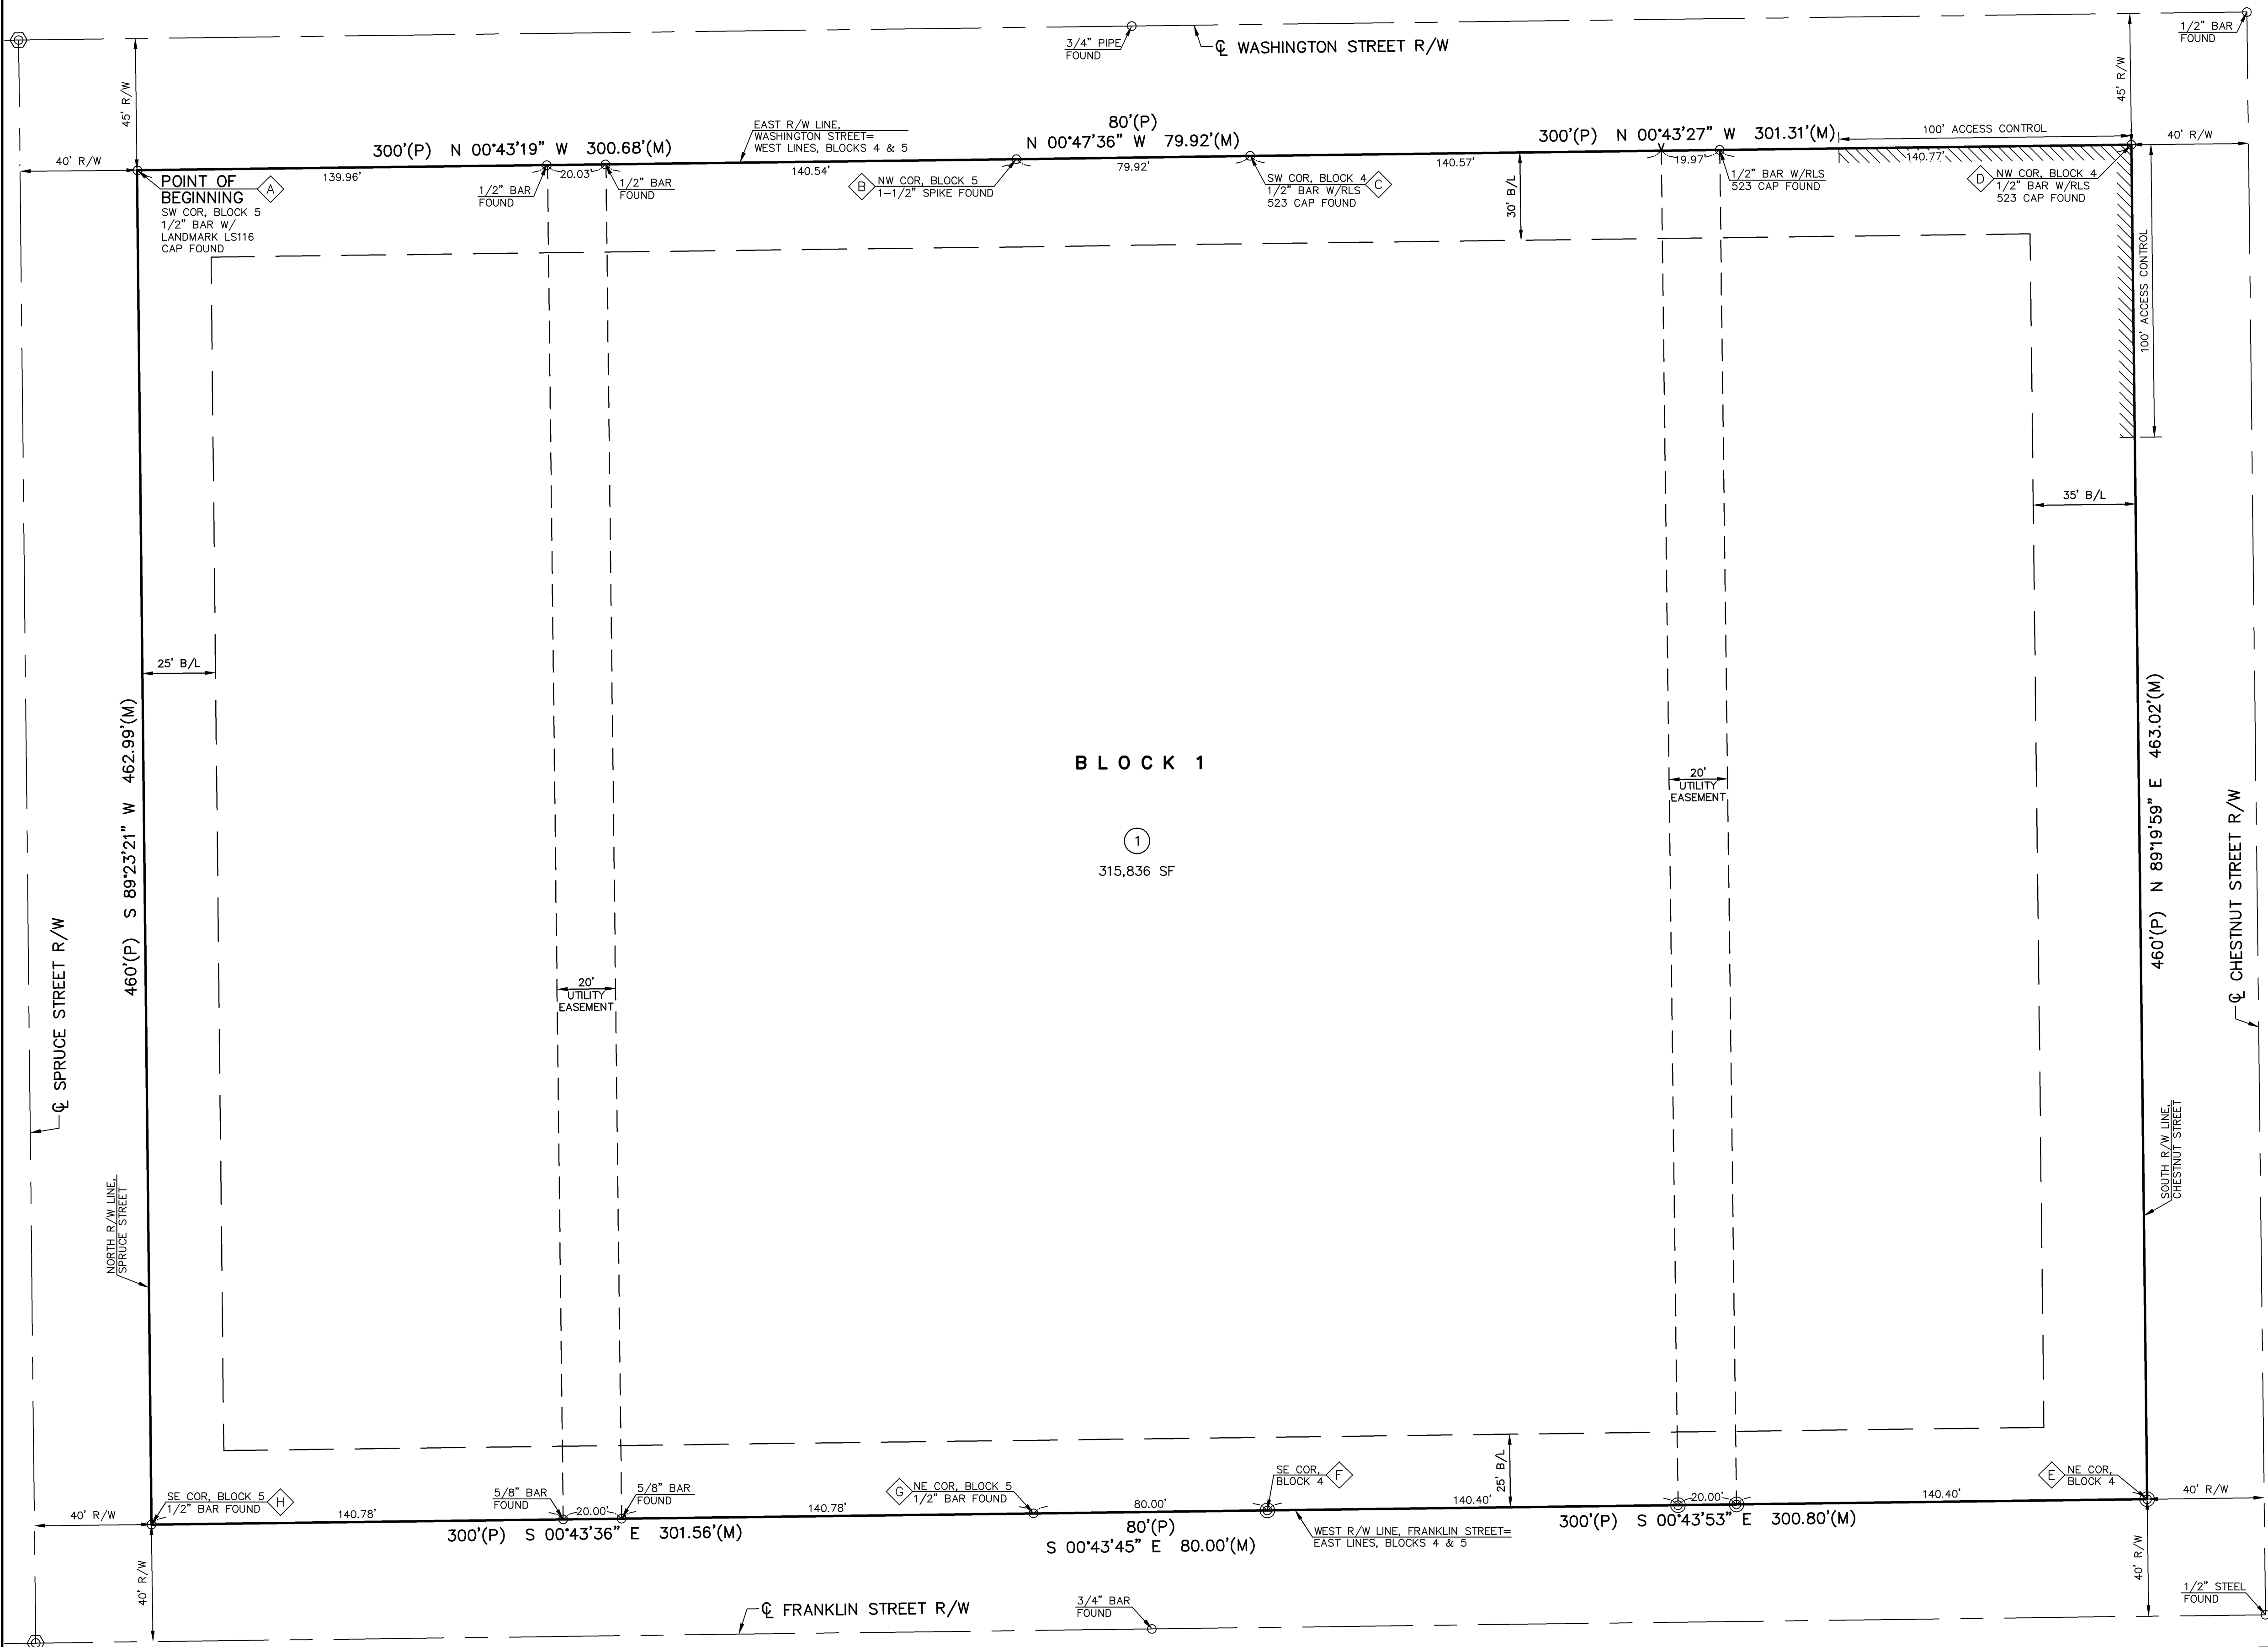 1/2" BAR
FOUND
3/4" PIPE
FOUND
℄ WASHINGTON STREET R/W
45' R/W
45' R/W
40' R/W
40' R/W
300'(P) N 00°43'19" W 300.68'(M)
EAST R/W LINE,
WASHINGTON STREET=
WEST LINES, BLOCKS 4 & 5
80'(P)
N 00°47'36" W 79.92'(M)
300'(P) N 00°43'27" W 301.31'(M)
100' ACCESS CONTROL
139.96'
20.03'
140.54'
79.92'
140.57'
19.97'
140.77'
POINT OF
BEGINNING
A
SW COR, BLOCK 5
1/2" BAR W/
LANDMARK LS116
CAP FOUND
1/2" BAR
FOUND
1/2" BAR
FOUND
B
NW COR, BLOCK 5
1-1/2" SPIKE FOUND
SW COR, BLOCK 4
1/2" BAR W/RLS
523 CAP FOUND
C
30' B/L
1/2" BAR W/RLS
523 CAP FOUND
D
NW COR, BLOCK 4
1/2" BAR W/RLS
523 CAP FOUND
100' ACCESS CONTROL
35' B/L
25' B/L
460'(P) S 89°23'21" W 462.99'(M)
460'(P) N 89°19'59" E 463.02'(M)
BLOCK 1
1
315,836 SF
20'
UTILITY
EASEMENT
20'
UTILITY
EASEMENT
℄ SPRUCE STREET R/W
℄ CHESTNUT STREET R/W
NORTH R/W LINE,
SPRUCE STREET
SOUTH R/W LINE,
CHESTNUT STREET
25' B/L
SE COR, BLOCK 5
1/2" BAR FOUND
H
5/8" BAR
FOUND
5/8" BAR
FOUND
G
NE COR, BLOCK 5
1/2" BAR FOUND
SE COR,
BLOCK 4
F
E
NE COR,
BLOCK 4
40' R/W
40' R/W
140.78'
20.00'
140.78'
80.00'
140.40'
20.00'
140.40'
300'(P) S 00°43'36" E 301.56'(M)
80'(P)
S 00°43'45" E 80.00'(M)
WEST R/W LINE, FRANKLIN STREET=
EAST LINES, BLOCKS 4 & 5
300'(P) S 00°43'53" E 300.80'(M)
40' R/W
40' R/W
℄ FRANKLIN STREET R/W
3/4" BAR
FOUND
1/2" STEEL
FOUND